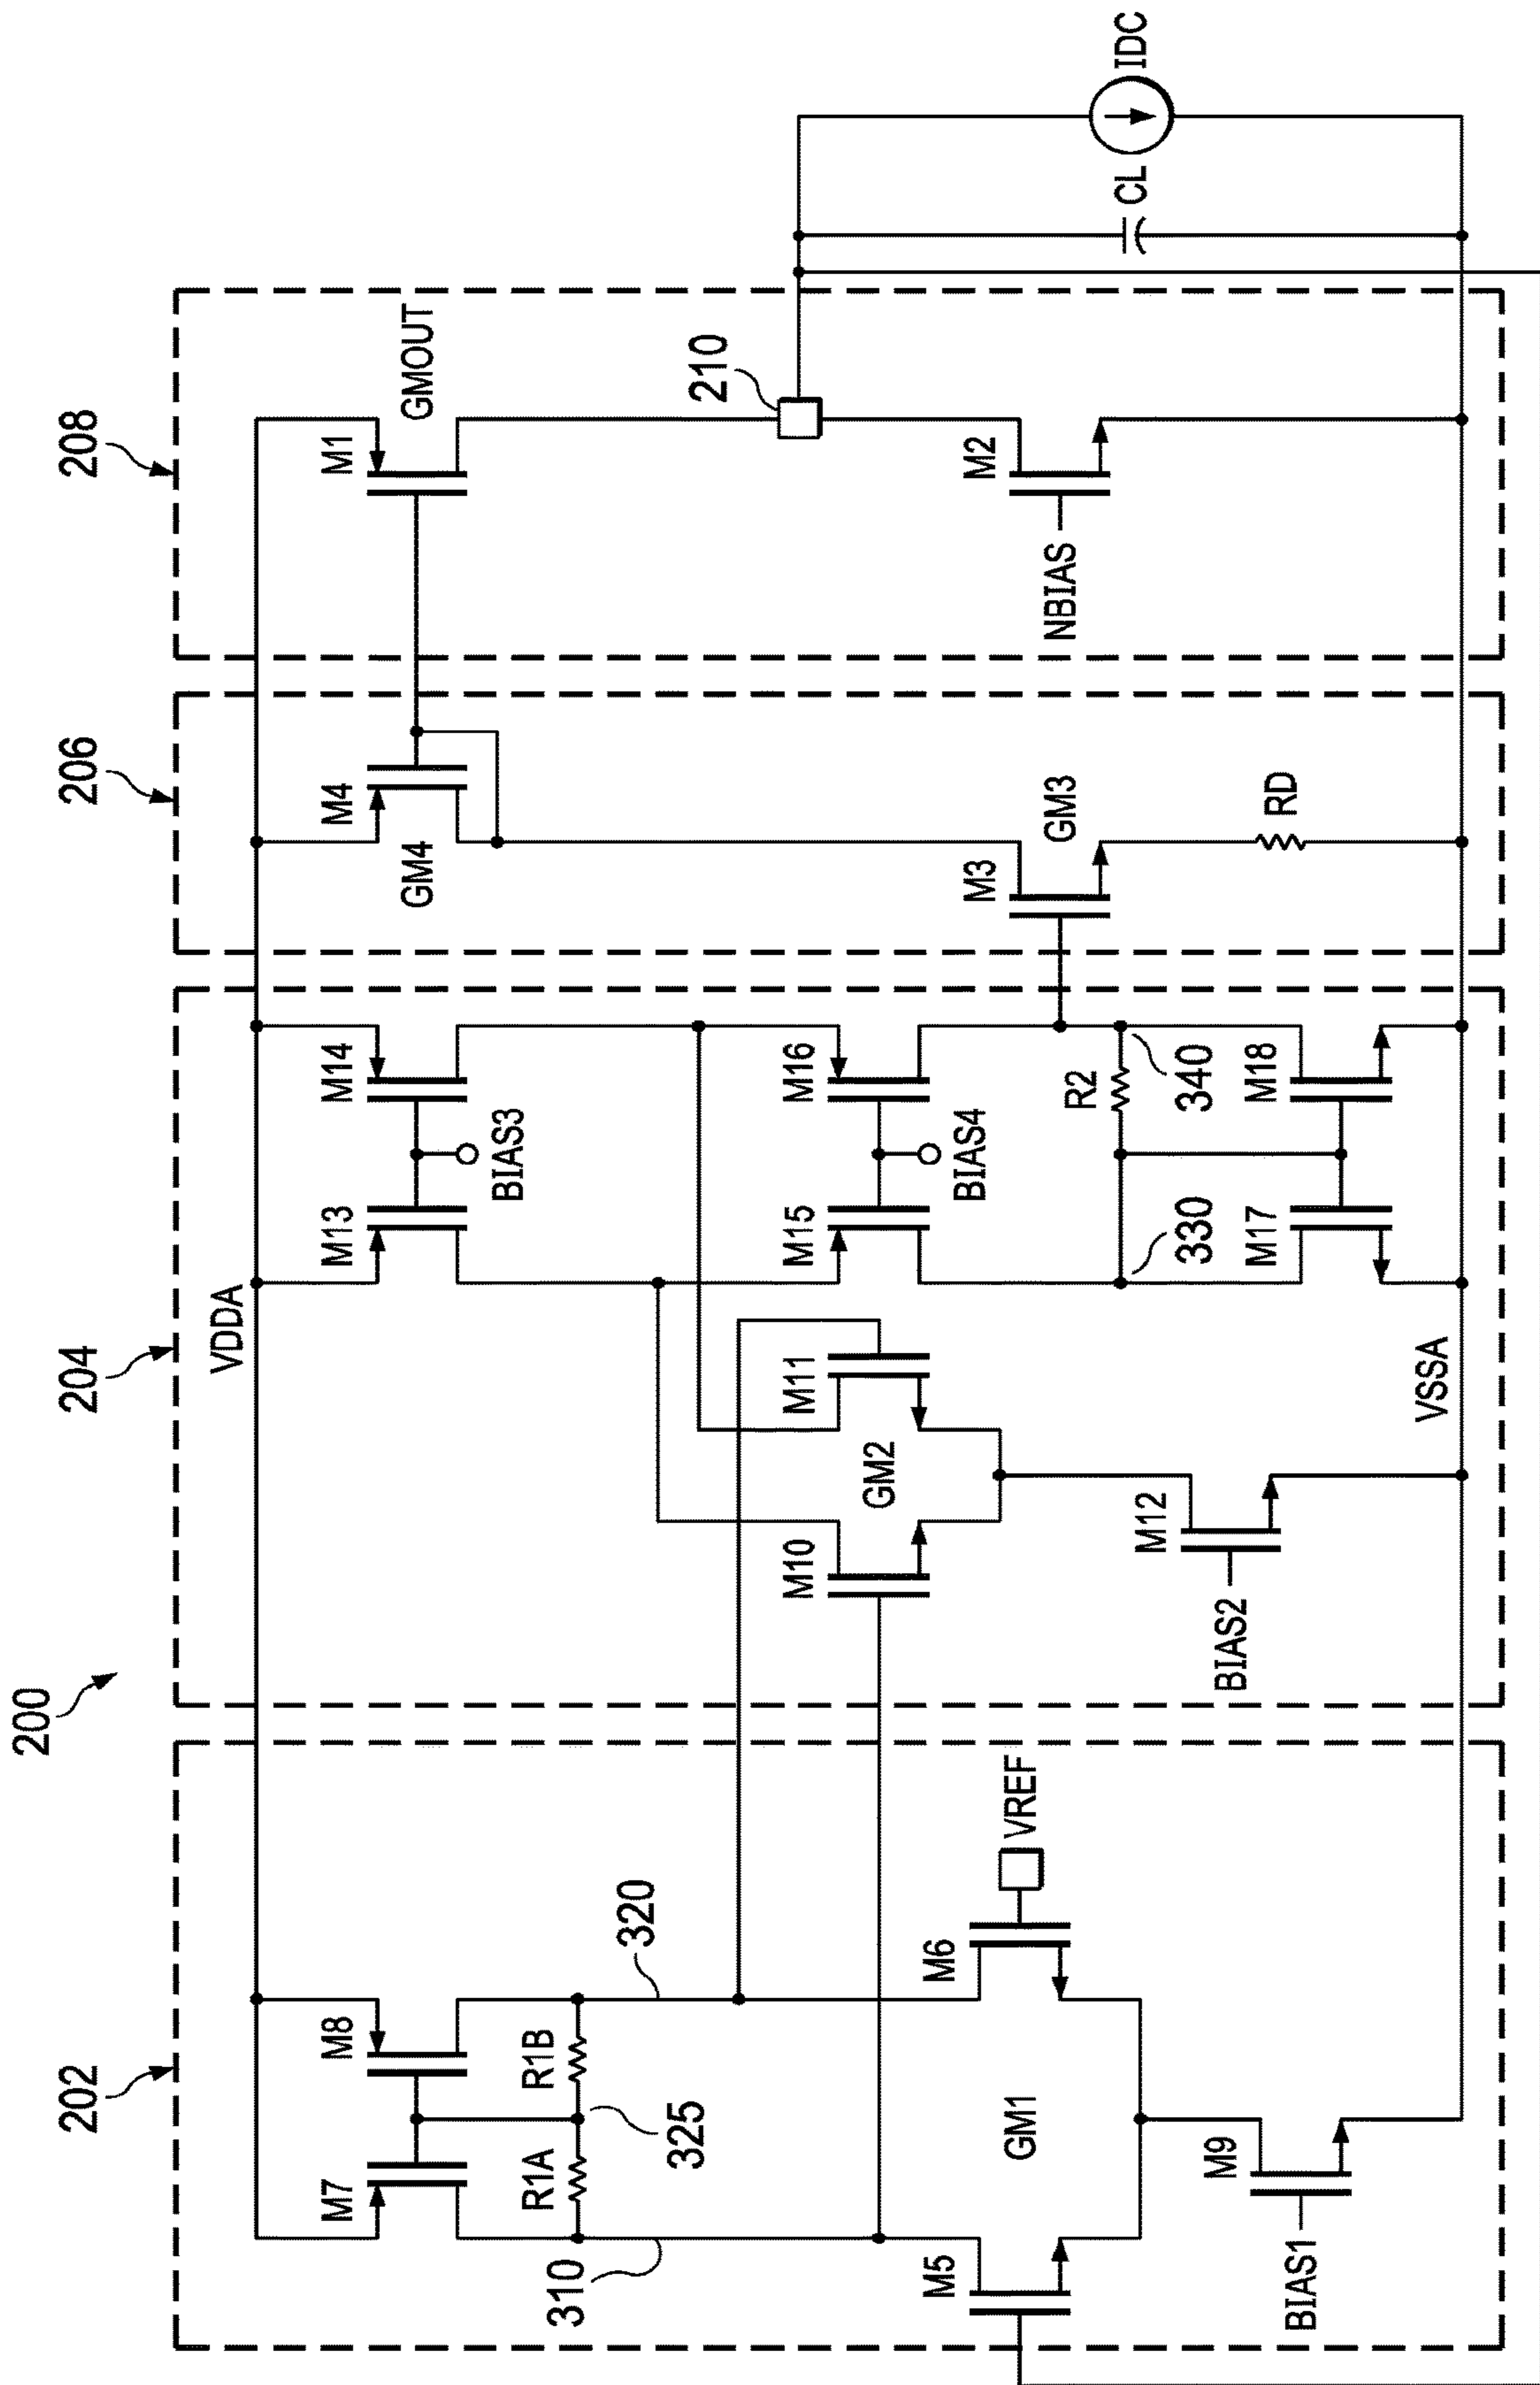 200
202
204
206
208
VDDA
M7
M8
R1A
R1B
310
325
320
M5
M6
GM1
VREF
M9
BIAS1
M13
M14
BIAS3
M10
M11
GM2
M15
M16
BIAS4
M12
BIAS2
330
R2
340
M17
M18
VSSA
M4
GM4
M3
GM3
RD
M1
GMOUT
210
M2
NBIAS
CL
IDC